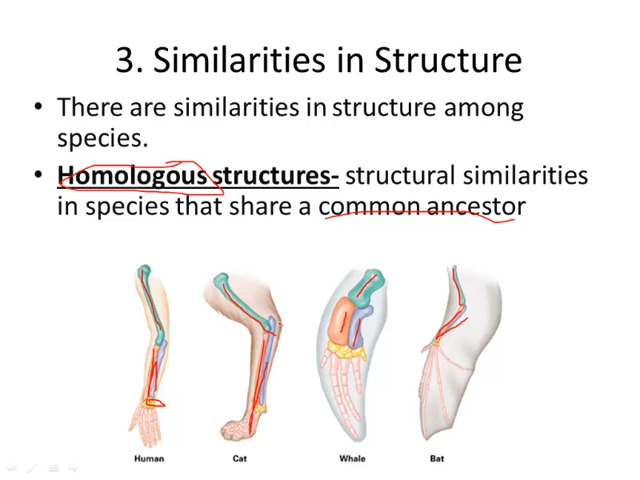 3. Similarities in Structure
• There are similarities in structure among
species.
• Homologous structures- structural similarities
in species that share a common ancestor
Human Cat Whale Bat